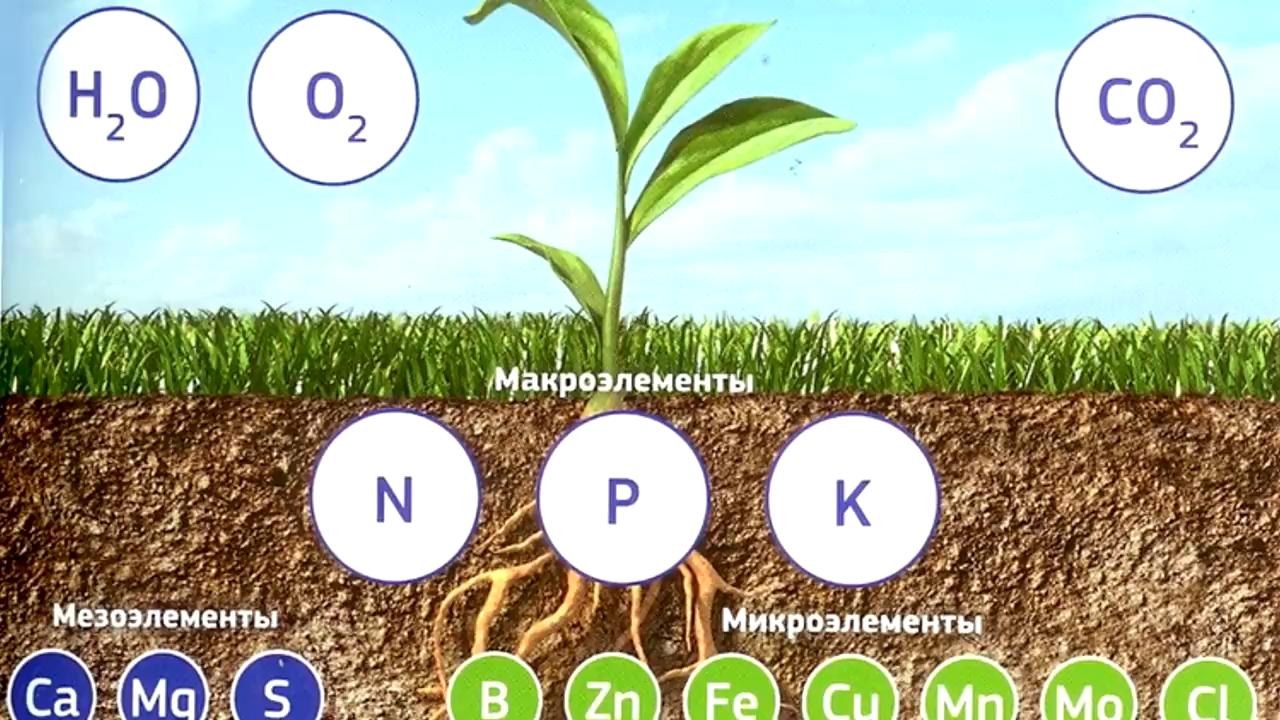 H₂O O₂ CO₂
Макроэлементы
N P K
Мезоэлементы Микроэлементы
Ca Mg S B Zn Fe Cu Mn Mo Cl